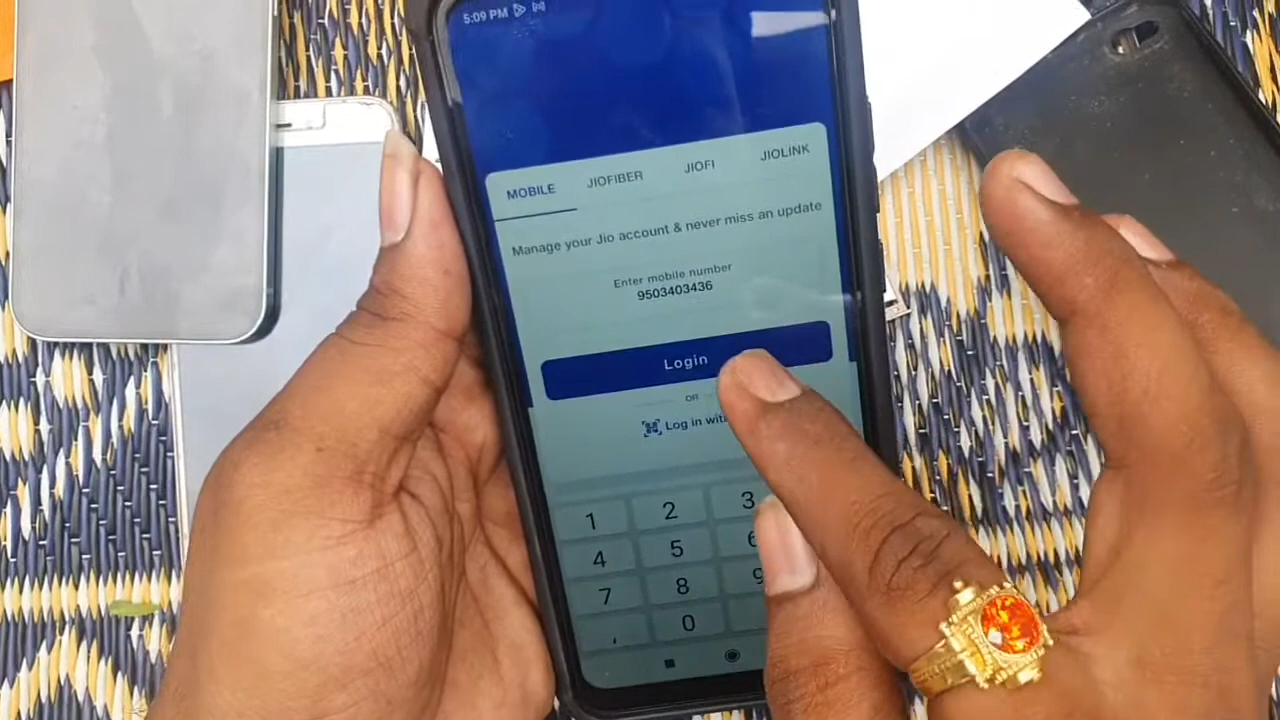 5:09 PM
MOBILE JIOFIBER JIOFI JIOLINK
Manage your Jio account & never miss an update
Enter mobile number
9503403436
Login
OR
Log in with
1 2 3
4 5 6
7 8 9
, 0